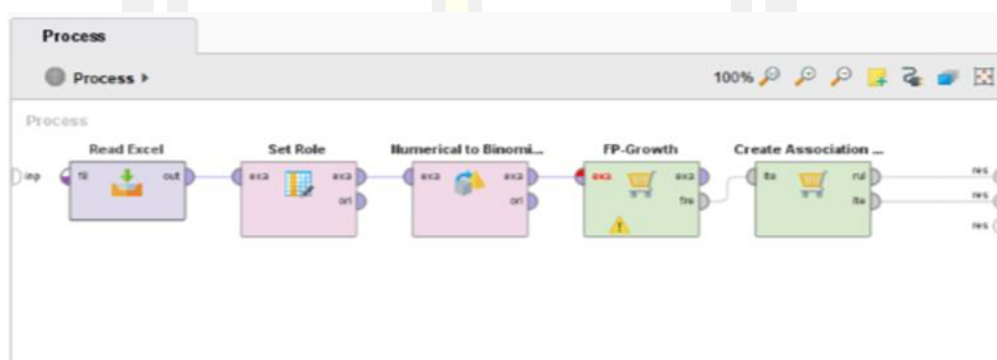 Process
Process
100%
Process
Read Excel
Set Role
Numerical to Binomi...
FP-Growth
Create Association ...
inp
fil
out
exa
exa
ori
exa
exa
ori
exa
exa
fre
ite
rul
ite
res
res
res